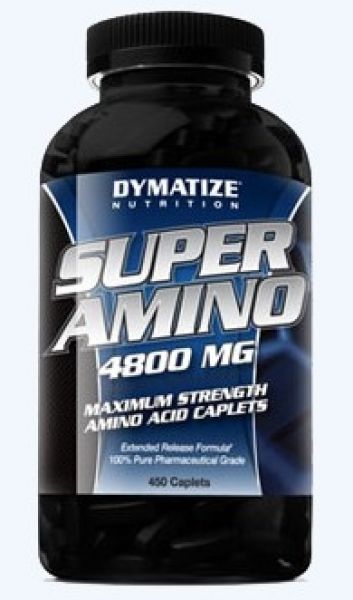 DYMATIZE®
NUTRITION
SUPER
AMINO
4800 MG
MAXIMUM STRENGTH
AMINO ACID CAPLETS
Extended Release Formula†
100% Pure Pharmaceutical Grade
450 Caplets